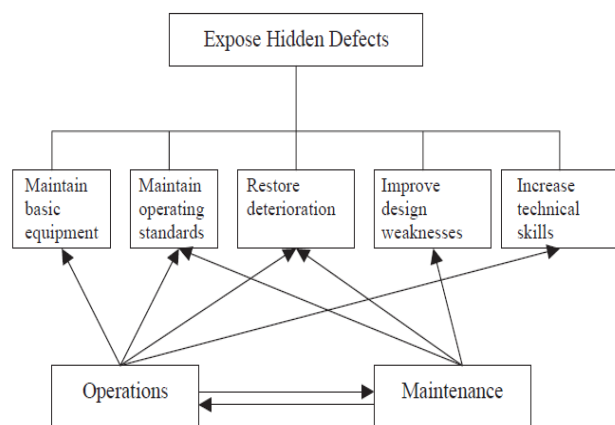 Expose Hidden Defects
Maintain
basic
equipment
Maintain
operating
standards
Restore
deterioration
Improve
design
weaknesses
Increase
technical
skills
Operations
Maintenance